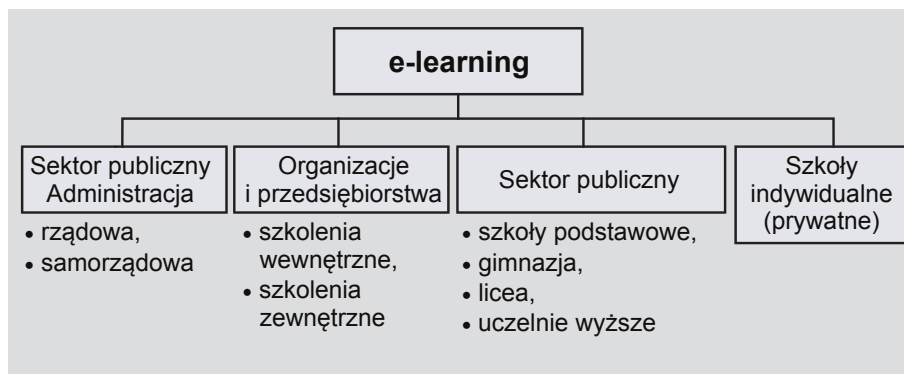 e-learning
Sektor publiczny
Administracja
• rządowa,
• samorządowa
Organizacje
i przedsiębiorstwa
• szkolenia
wewnętrzne,
• szkolenia
zewnętrzne
Sektor publiczny
• szkoły podstawowe,
• gimnazja,
• licea,
• uczelnie wyższe
Szkoły
indywidualne
(prywatne)